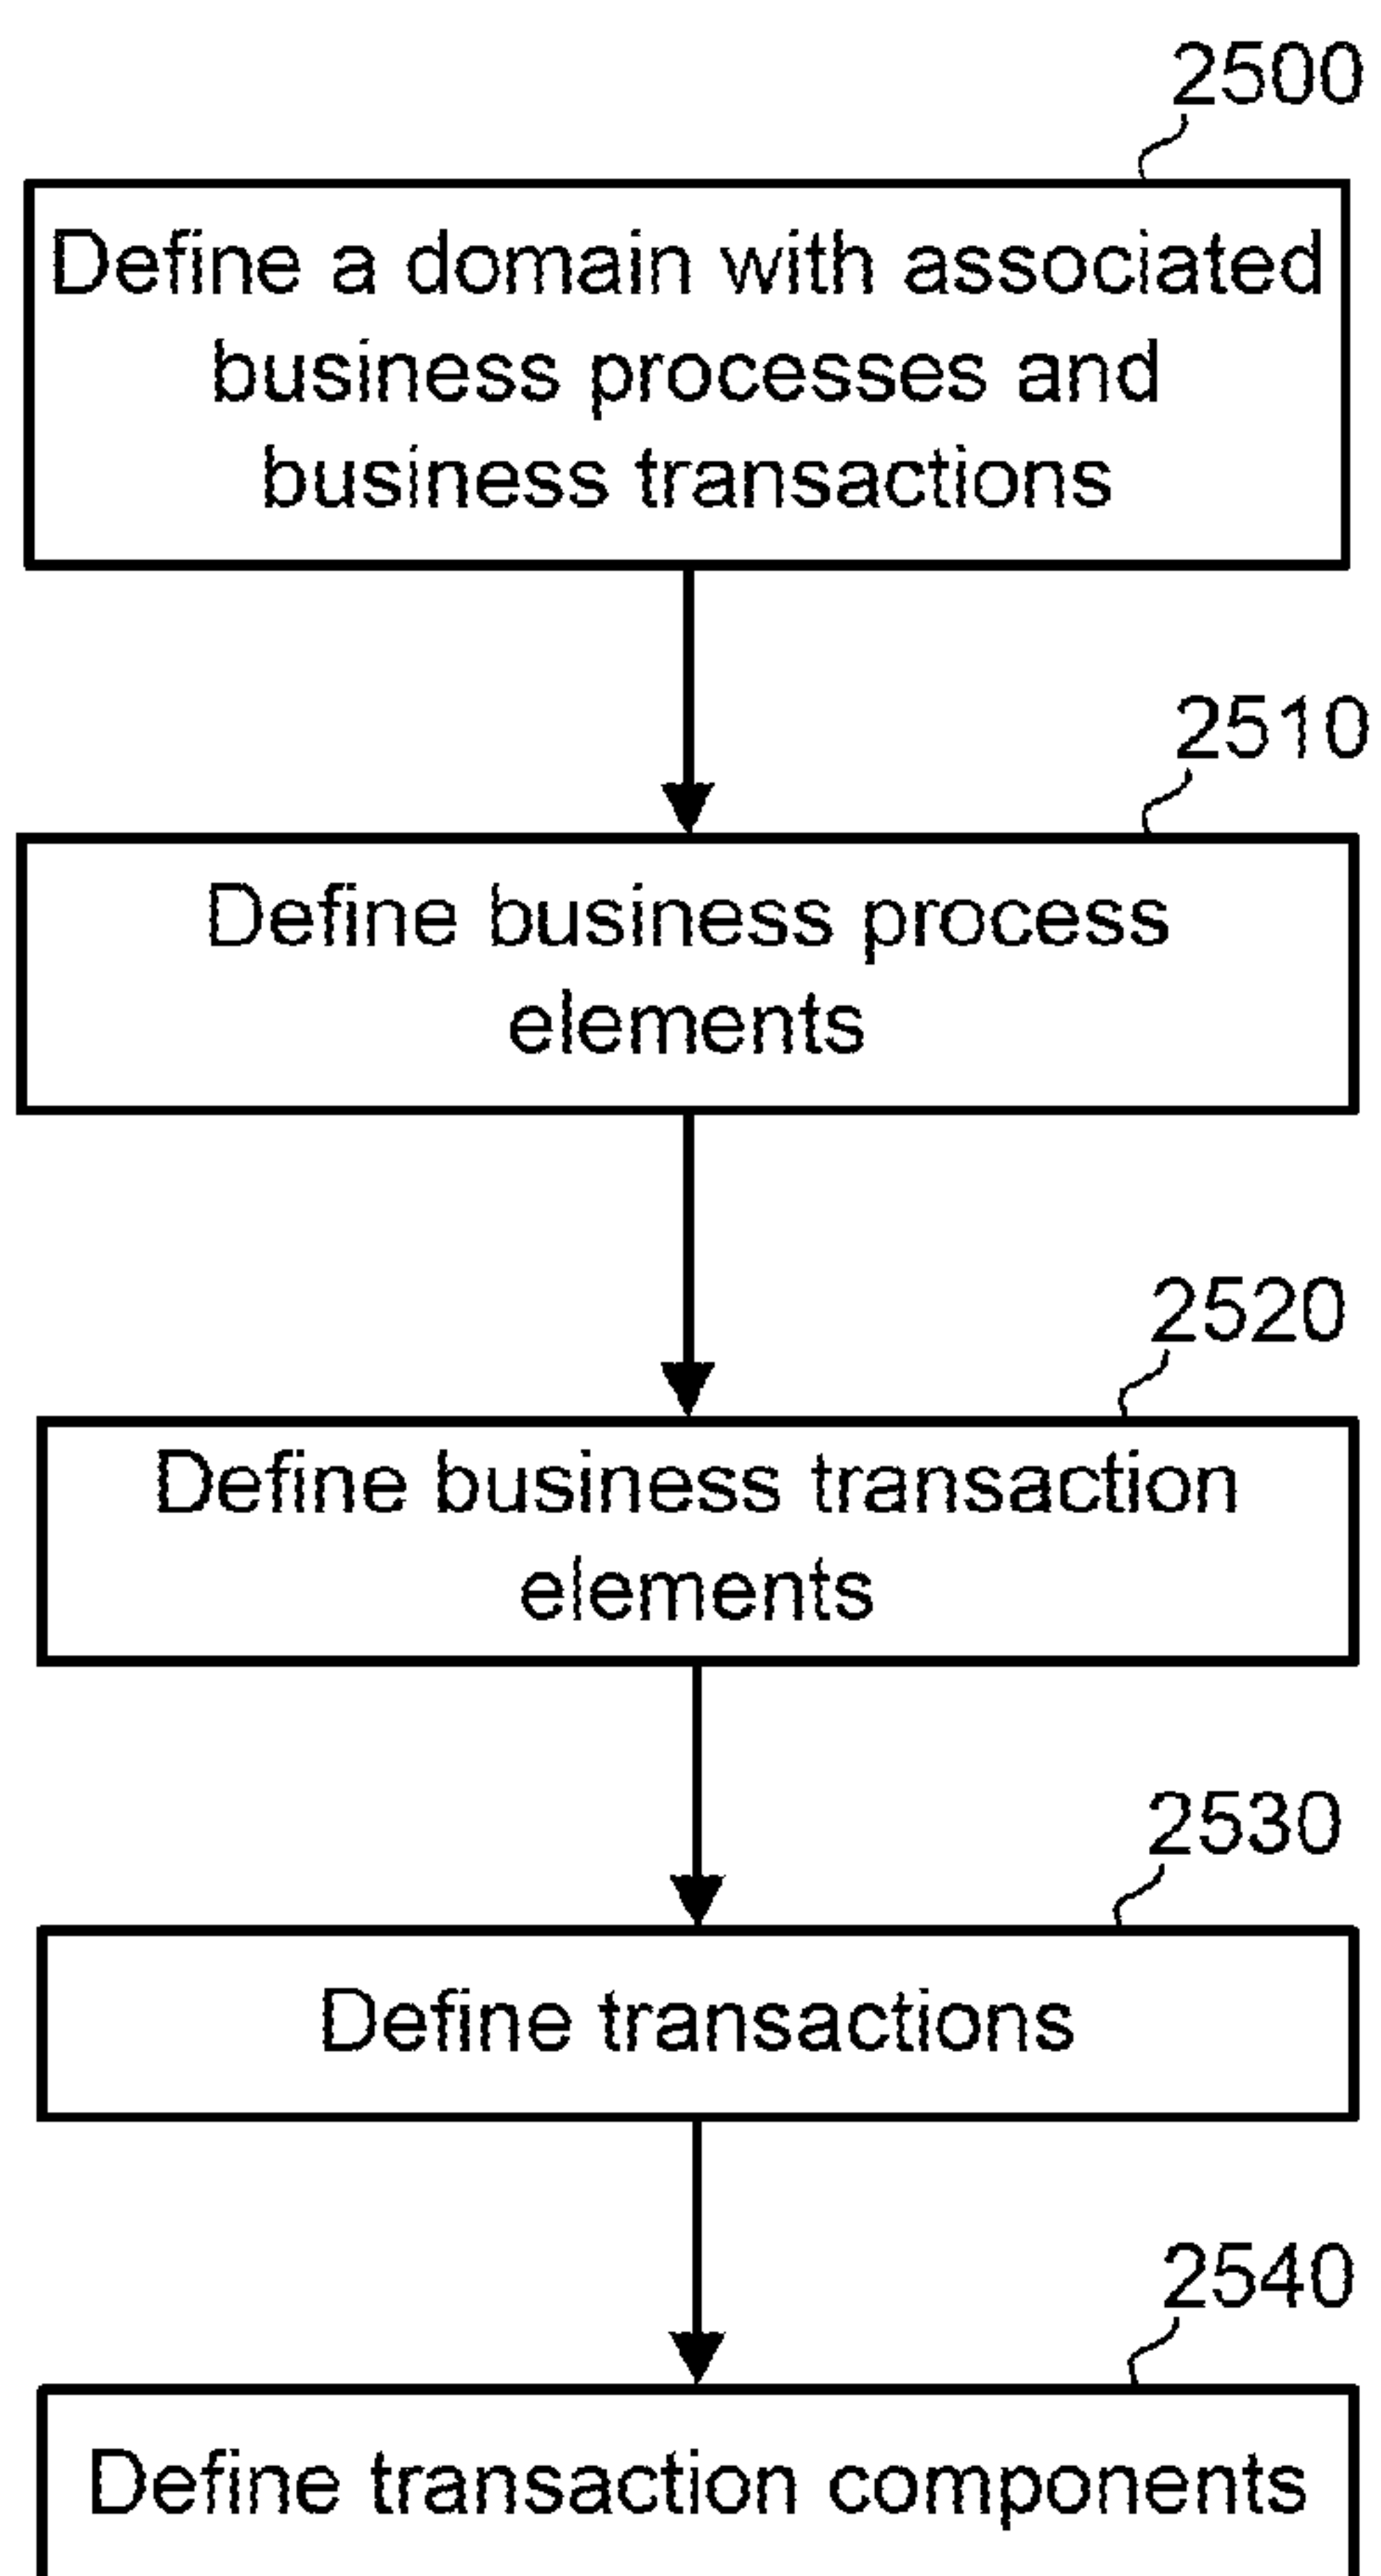 2500
Define a domain with associated
business processes and
business transactions
2510
Define business process
elements
2520
Define business transaction
elements
2530
Define transactions
2540
Define transaction components